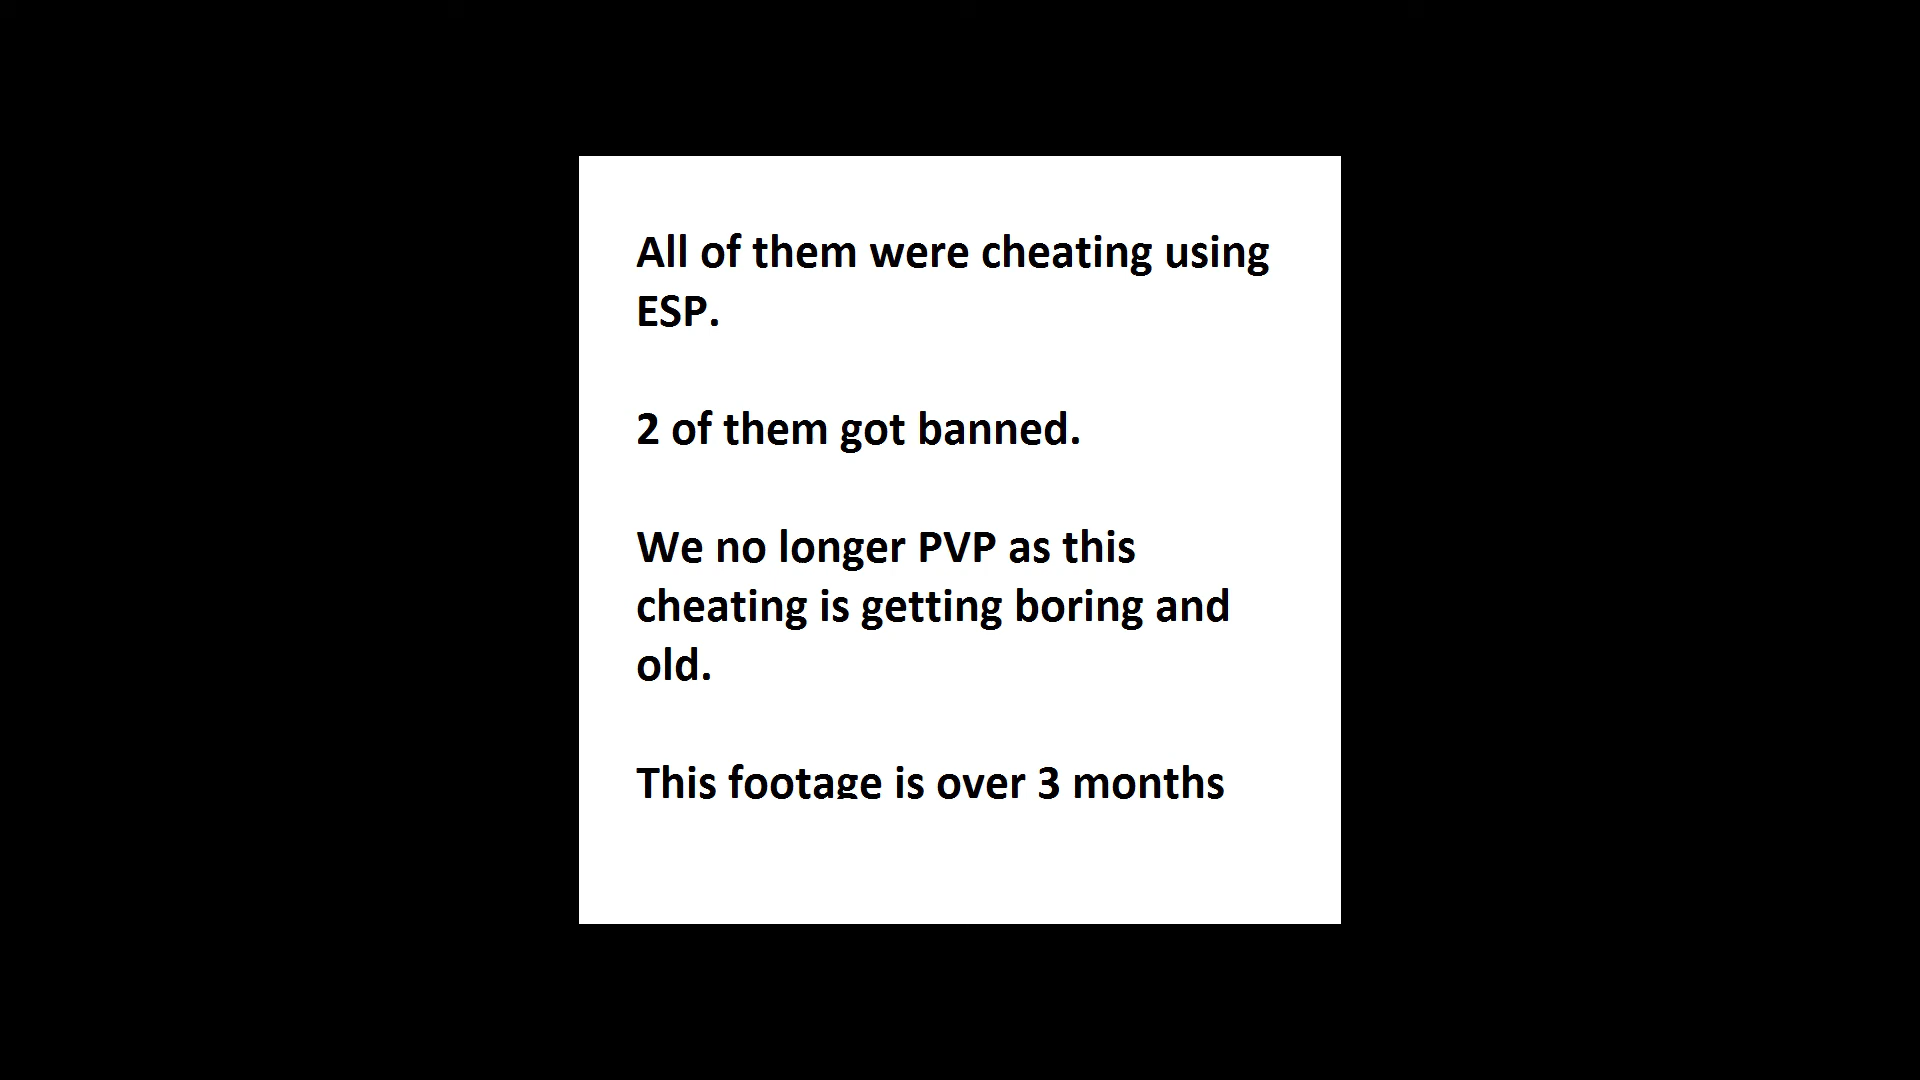 All of them were cheating using
ESP.
2 of them got banned.
We no longer PVP as this
cheating is getting boring and
old.
This footage is over 3 months